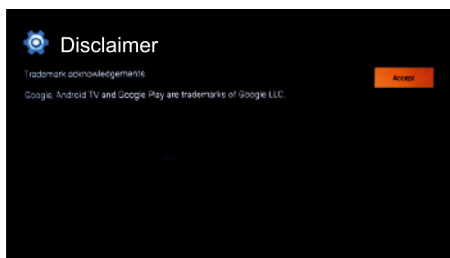 Disclaimer
Trademark acknowledgements
Accept
Google, Android TV and Google Play are trademarks of Google LLC.